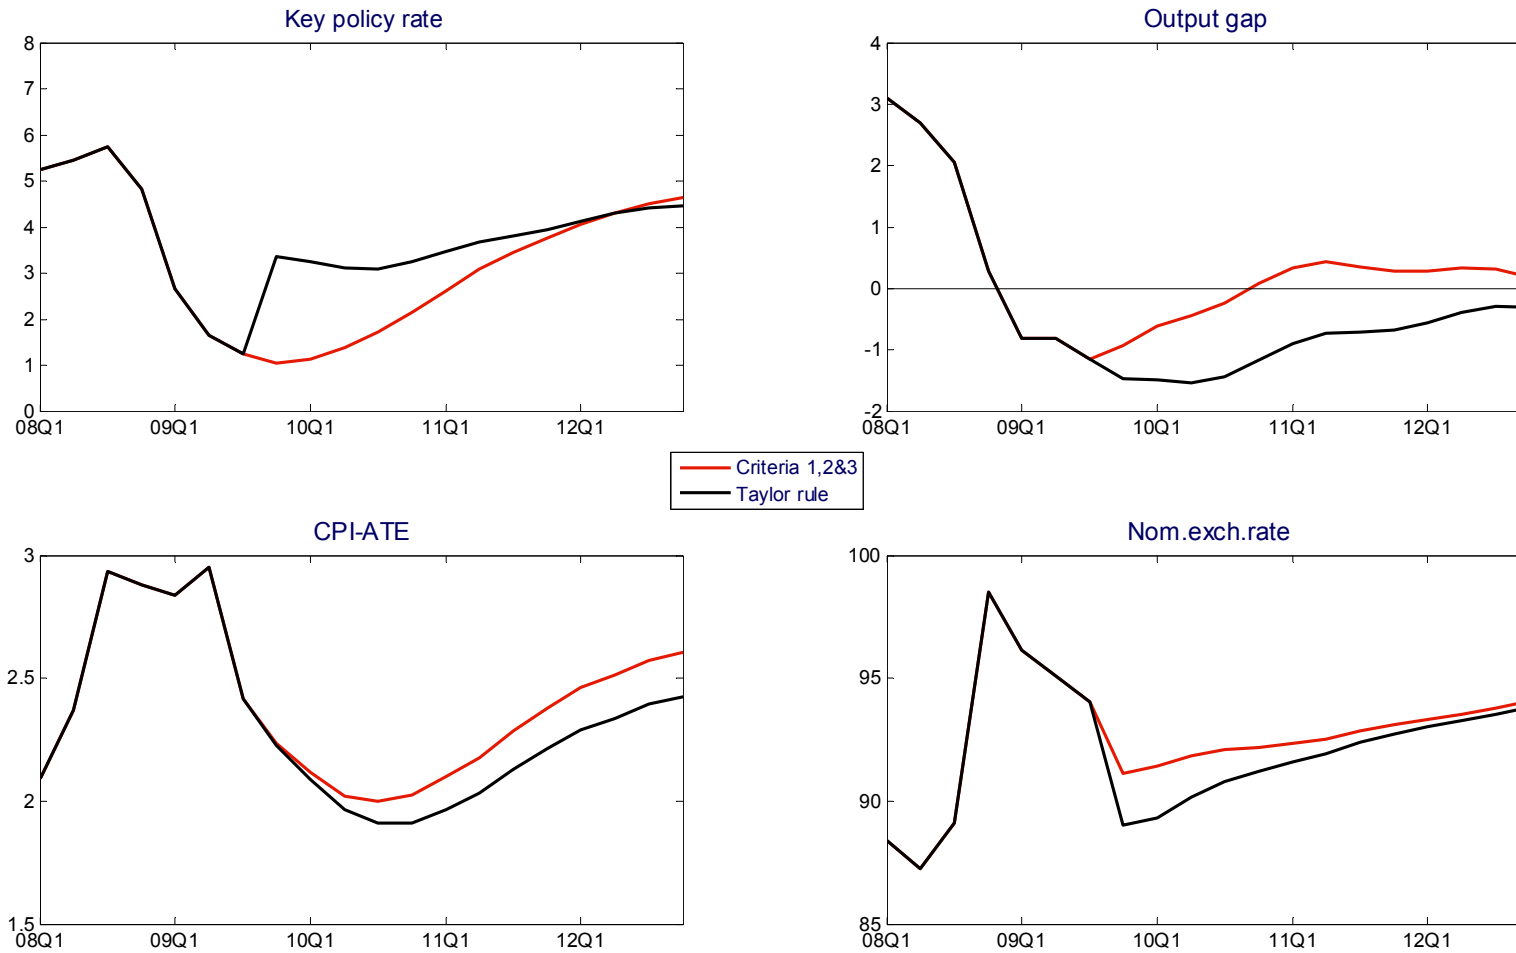 Key policy rate
8
7
6
5
4
3
2
1
0
08Q1 09Q1 10Q1 11Q1 12Q1
Output gap
4
3
2
1
0
-1
-2
08Q1 09Q1 10Q1 11Q1 12Q1
Criteria 1,2&3
Taylor rule
CPI-ATE
3
2.5
2
1.5
08Q1 09Q1 10Q1 11Q1 12Q1
Nom.exch.rate
100
95
90
85
08Q1 09Q1 10Q1 11Q1 12Q1